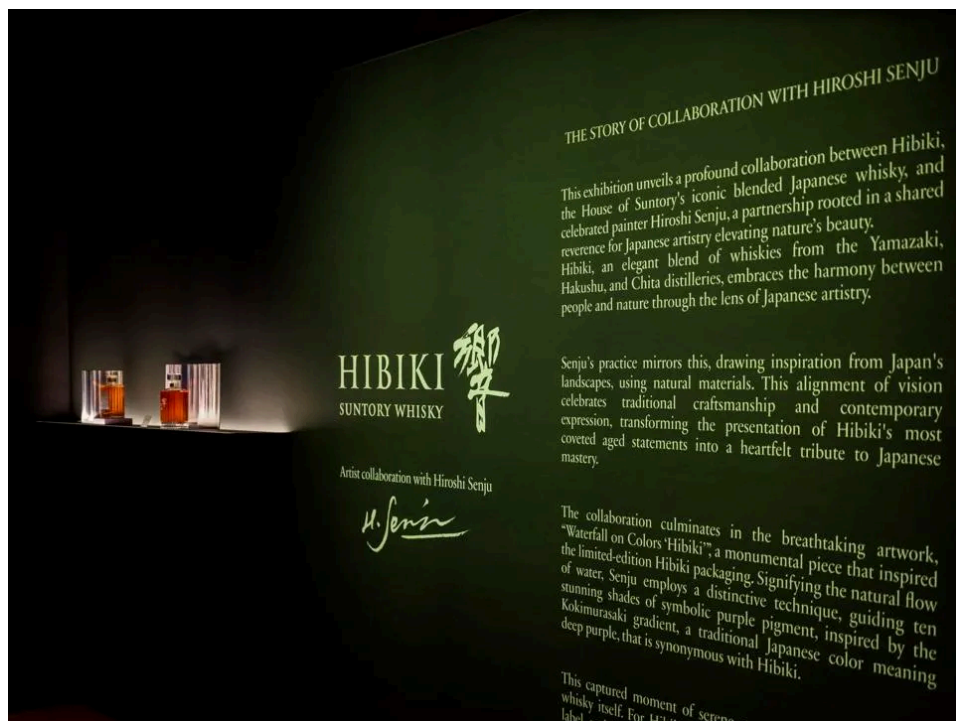 THE STORY OF COLLABORATION WITH HIROSHI SENJU
This exhibition unveils a profound collaboration between Hibiki,
the House of Suntory's iconic blended Japanese whisky, and
celebrated painter Hiroshi Senju, a partnership rooted in a shared
reverence for Japanese artistry elevating nature's beauty.
Hibiki, an elegant blend of whiskies from the Yamazaki,
Hakushu, and Chita distilleries, embraces the harmony between
people and nature through the lens of Japanese artistry.
Senju's practice mirrors this, drawing inspiration from Japan's
landscapes, using natural materials. This alignment of vision
celebrates traditional craftsmanship and contemporary
expression, transforming the presentation of Hibiki's most
coveted aged statements into a heartfelt tribute to Japanese
mastery.
The collaboration culminates in the breathtaking artwork,
"Waterfall on Colors 'Hibiki'", a monumental piece that inspired
the limited-edition Hibiki packaging. Signifying the natural flow
of water, Senju employs a distinctive technique, guiding ten
stunning shades of symbolic purple pigment, inspired by the
Kokimurasaki gradient, a traditional Japanese color meaning
deep purple, that is synonymous with Hibiki.
This captured moment of
whisky itself. For
HIBIKI 響
SUNTORY WHISKY
Artist collaboration with Hiroshi Senju
H. Senju